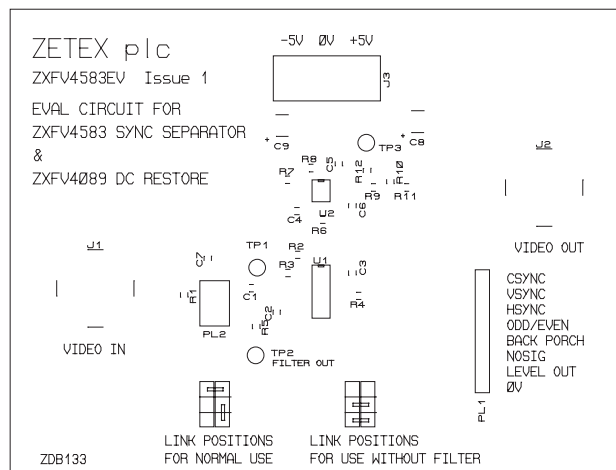 ZETEX plc
ZXFV4583EV Issue 1
EVAL CIRCUIT FOR
ZXFV4583 SYNC SEPARATOR
&
ZXFV4089 DC RESTORE
-5V 0V +5V
J3
C9
C8
TP3
J2
R8
C5
R12
R10
R7
R9
R11
C4
U2
C6
R6
VIDEO OUT
J1
C7
TP1
R2
R3
U1
C3
R1
C1
R4
PL2
C2
R5
VIDEO IN
TP2
FILTER OUT
CSYNC
VSYNC
HSYNC
ODD/EVEN
BACK PORCH
NOSIG
LEVEL OUT
0V
PL1
LINK POSITIONS
FOR NORMAL USE
LINK POSITIONS
FOR USE WITHOUT FILTER
ZDB133